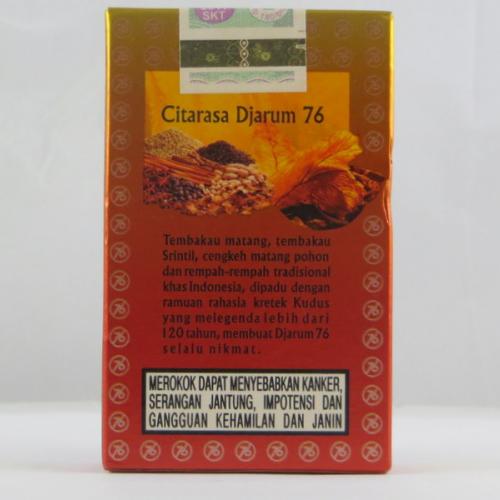 SKT
Citarasa Djarum 76
Tembakau matang, tembakau
Srintil, cengkeh matang pohon
dan rempah-rempah tradisional
khas Indonesia, dipadu dengan
ramuan rahasia kretek Kudus
yang melegenda lebih dari
120 tahun, membuat Djarum 76
selalu nikmat.
MEROKOK DAPAT MENYEBABKAN KANKER,
SERANGAN JANTUNG, IMPOTENSI DAN
GANGGUAN KEHAMILAN DAN JANIN
76